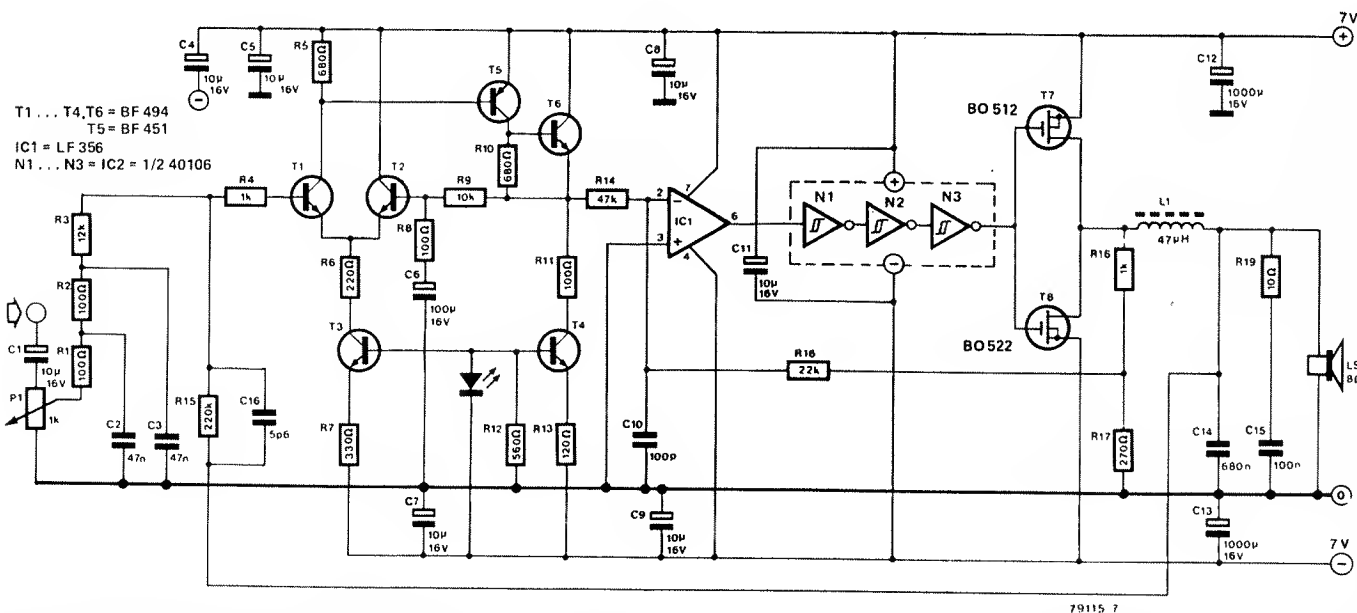 7V
+
C4
10µ
16V
−
C5
10µ
16V
R5
680Ω
T5
T6
C8
10µ
16V
C12
1000µ
16V
T7
BO 512
T1 ... T4,T6 = BF 494
T5 = BF 451
IC1 = LF 356
N1 ... N3 = IC2 = 1/2 40106
R10
680Ω
T1
T2
R4
1k
R9
10k
R14
47k
2
−
7
IC1
6
3
+
4
+
N1
N2
N3
−
L1
47µH
R3
12k
R8
100Ω
R6
220Ω
C6
100µ
16V
R11
100Ω
C11
10µ
16V
R16
1k
R19
10Ω
R2
100Ω
T8
BO 522
T3
T4
C1
10µ
16V
R1
100Ω
R16
22k
LS
8Ω
P1
1k
R15
220k
C16
5p6
C2
47n
C3
47n
R7
330Ω
R12
560Ω
R13
120Ω
C10
100p
R17
270Ω
C14
680n
C15
100n
0
C7
10µ
16V
C9
10µ
16V
C13
1000µ
16V
7V
−
79115 7